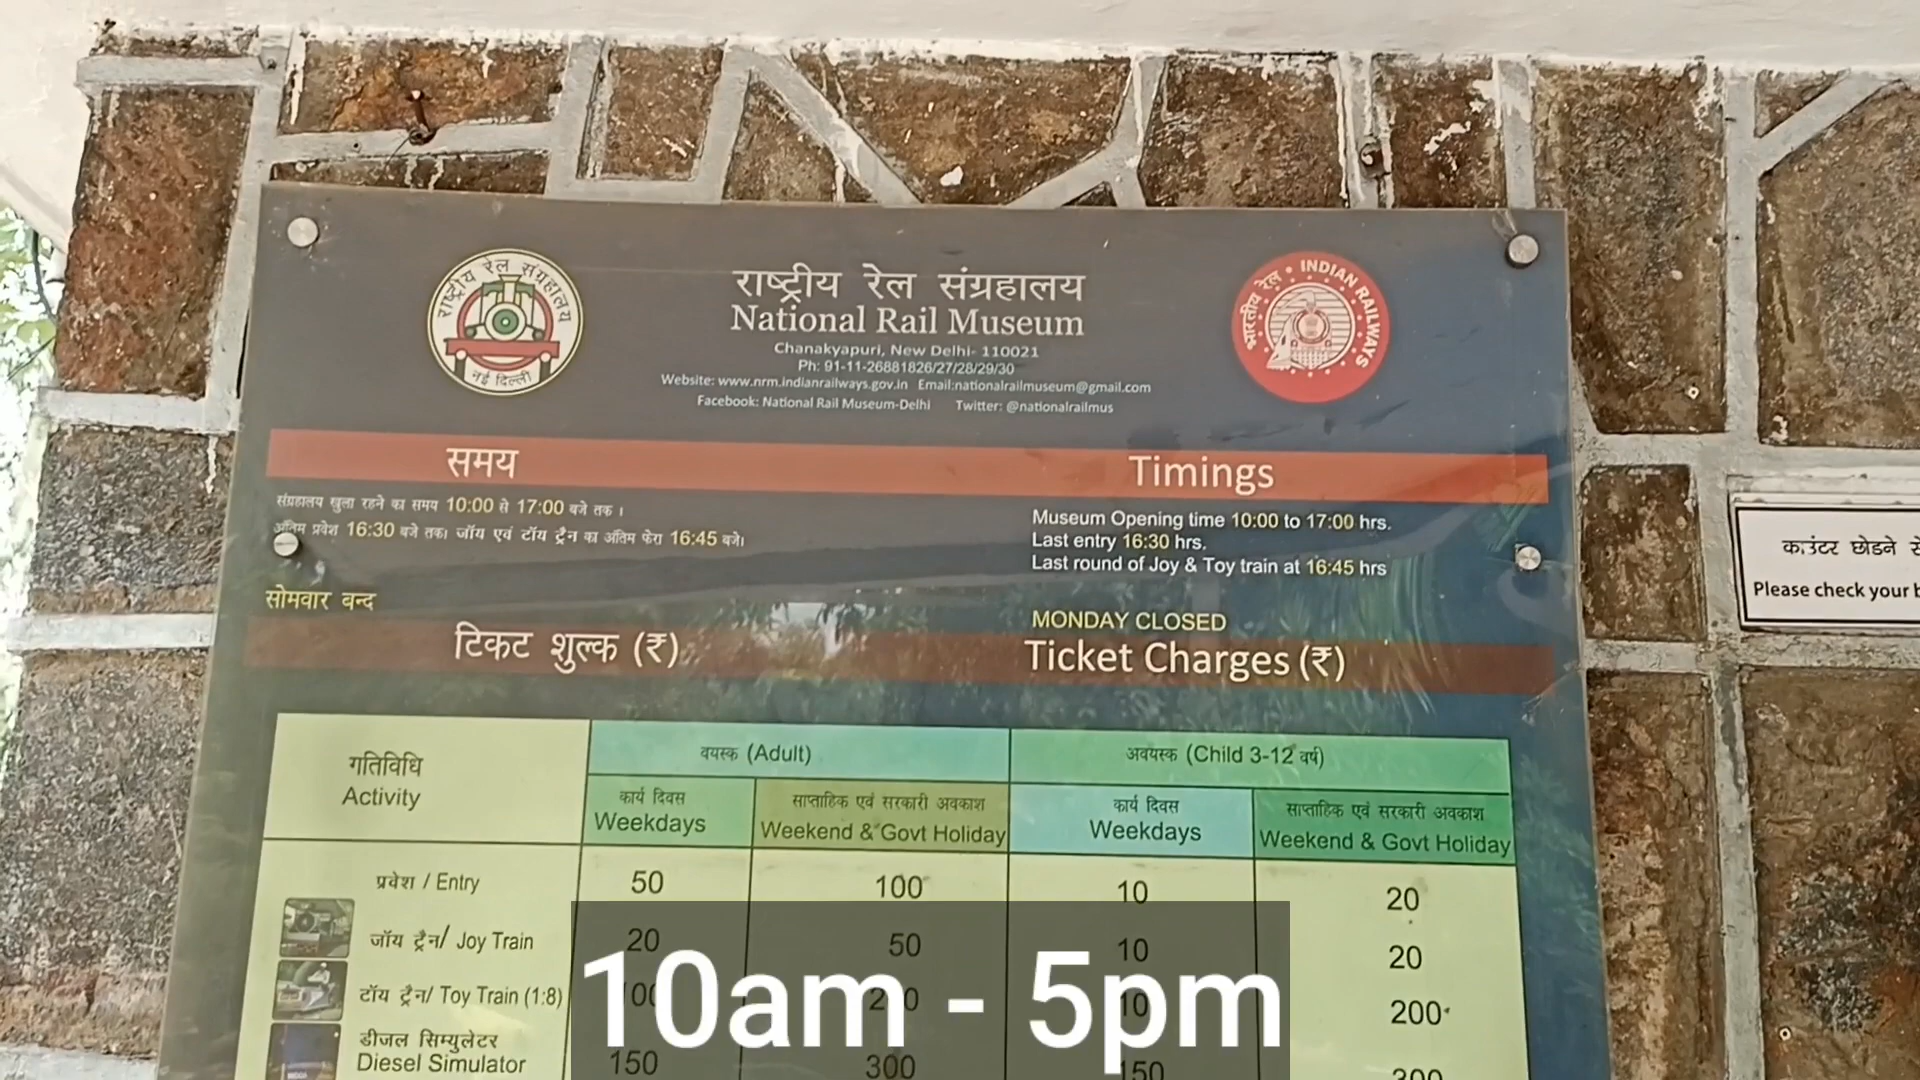 राष्ट्रीय रेल संग्रहालय
नई दिल्ली
राष्ट्रीय रेल संग्रहालय
National Rail Museum
Chanakyapuri, New Delhi- 110021
Ph: 91-11-26881826/27/28/29/30
Website: www.nrm.indianrailways.gov.in Email:nationalrailmuseum@gmail.com
Facebook: National Rail Museum-Delhi Twitter: @nationalrailmus
भारतीय रेल • INDIAN RAILWAYS
समय
Timings
संग्रहालय खुला रहने का समय 10:00 से 17:00 बजे तक ।
अंतिम प्रवेश 16:30 बजे तक। जॉय एवं टॉय ट्रैन का अंतिम फेरा 16:45 बजे।
सोमवार बन्द
Museum Opening time 10:00 to 17:00 hrs.
Last entry 16:30 hrs.
Last round of Joy & Toy train at 16:45 hrs
MONDAY CLOSED
टिकट शुल्क (₹)
Ticket Charges (₹)
गतिविधि
Activity
वयस्क (Adult)
अवयस्क (Child 3-12 वर्ष)
कार्य दिवस
Weekdays
साप्ताहिक एवं सरकारी अवकाश
Weekend & Govt Holiday
कार्य दिवस
Weekdays
साप्ताहिक एवं सरकारी अवकाश
Weekend & Govt Holiday
प्रवेश / Entry 50 100 10 20
जॉय ट्रैन/ Joy Train 20 50 10 20
टॉय ट्रैन/ Toy Train (1:8) 200
डीजल सिम्युलेटर
Diesel Simulator 150 300 150 300
10am - 5pm
काउंटर छोडने से
Please check your